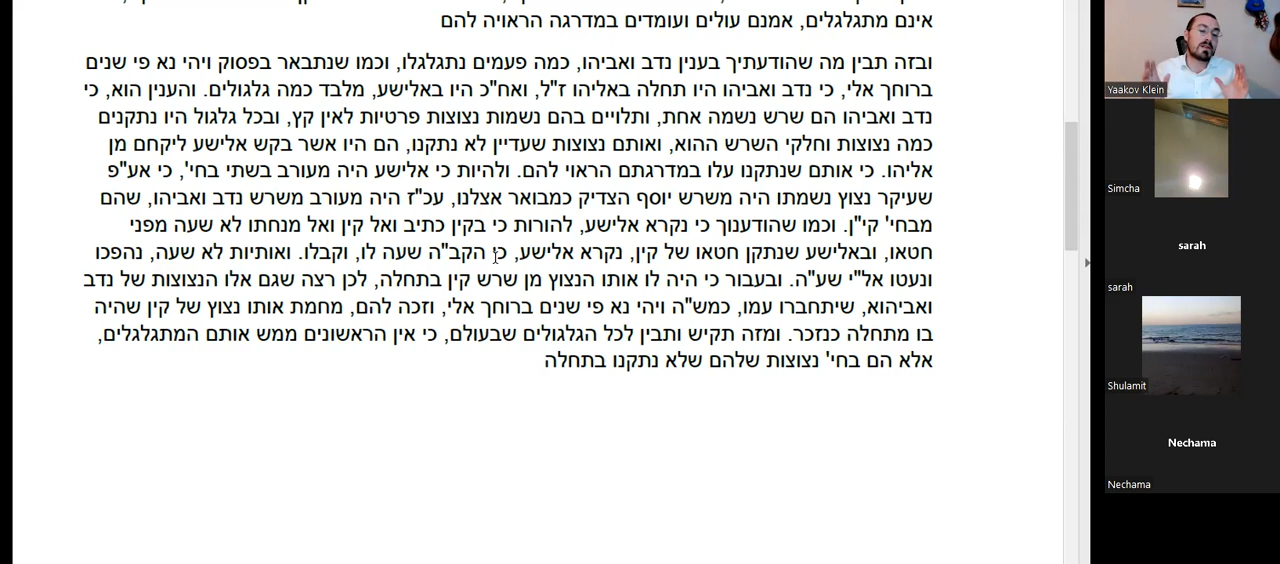 אינם מתגלגלים, אמנם עולים ועומדים במדרגה הראויה להם
ובזה תבין מה שהודעתיך בענין נדב ואביהו, כמה פעמים נתגלגלו, וכמו שנתבאר בפסוק ויהי נא פי שנים
ברוחך אלי, כי נדב ואביהו היו תחלה באליהו ז"ל, ואח"כ היו באלישע, מלבד כמה גלגולים. והענין הוא, כי
נדב ואביהו הם שרש נשמה אחת, ותלויים בהם נשמות נצוצות פרטיות לאין קץ, ובכל גלגול היו נתקנים
כמה נצוצות וחלקי השרש ההוא, ואותם נצוצות שעדיין לא נתקנו, הם היו אשר בקש אלישע ליקחם מן
אליהו. כי אותם שנתקנו עלו במדרגתם הראוי להם. ולהיות כי אלישע היה מעורב בשתי בחי', כי אע"פ
שעיקר נצוץ נשמתו היה משרש יוסף הצדיק כמבואר אצלנו, עכ"ז היה מעורב משרש נדב ואביהו, שהם
מבחי' קי"ן. וכמו שהודענוך כי נקרא אלישע, להורות כי בקין כתיב ואל קין ואל מנחתו לא שעה מפני
חטאו, ובאלישע שנתקן חטאו של קין, נקרא אלישע, כי הקב"ה שעה לו, וקבלו. ואותיות לא שעה, נהפכו
ונעטו אל"י שע"ה. ובעבור כי היה לו אותו הנצוץ מן שרש קין בתחלה, לכן רצה שגם אלו הנצוצות של נדב
ואביהוא, שיתחברו עמו, כמש"ה ויהי נא פי שנים ברוחך אלי, וזכה להם, מחמת אותו נצוץ של קין שהיה
בו מתחלה כנזכר. ומזה תקיש ותבין לכל הגלגולים שבעולם, כי אין הראשונים ממש אותם המתגלגלים,
אלא הם בחי' נצוצות שלהם שלא נתקנו בתחלה
Yaakov Klein
Simcha
sarah
sarah
Shulamit
Nechama
Nechama